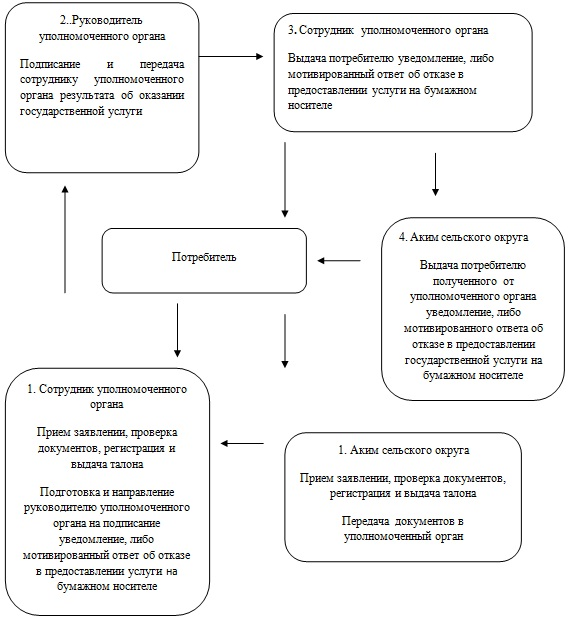 2..Руководитель
уполномоченного органа
Подписание и передача
сотруднику уполномоченного
органа результата об оказании
государственной услуги
3. Сотрудник уполномоченного органа
Выдача потребителю уведомление, либо
мотивированный ответ об отказе в
предоставлении услуги на бумажном
носителе
Потребитель
4. Аким сельского округа
Выдача потребителю
полученного от
уполномоченного органа
уведомление, либо
мотивированного ответа об
отказе в предоставлении
государственной услуги на
бумажном носителе
1. Сотрудник уполномоченного
органа
Прием заявлении, проверка
документов, регистрация и
выдача талона
Подготовка и направление
руководителю уполномоченного
органа на подписание
уведомление, либо
мотивированный ответ об отказе
в предоставлении услуги на
бумажном носителе
1. Аким сельского округа
Прием заявлении, проверка документов,
регистрация и выдача талона
Передача документов в
уполномоченный орган